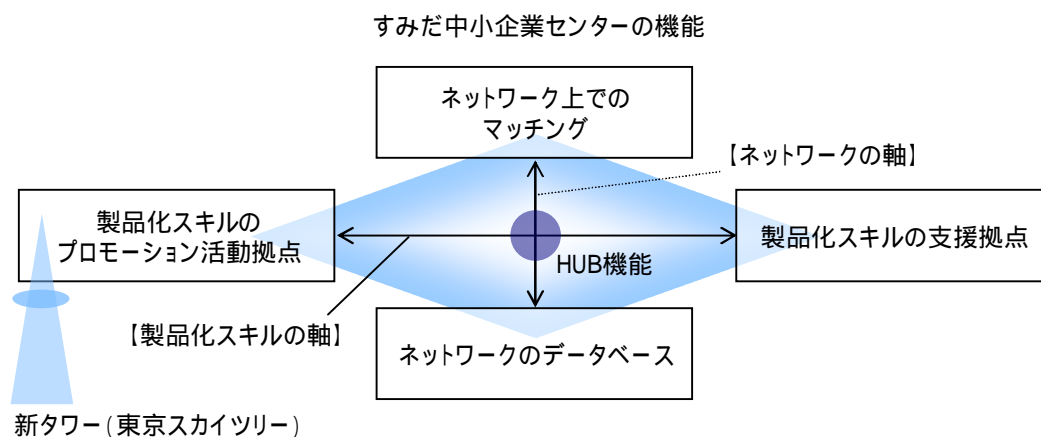 すみだ中小企業センターの機能
ネットワーク上での
マッチング
【ネットワークの軸】
製品化スキルの
プロモーション活動拠点
製品化スキルの支援拠点
HUB機能
【製品化スキルの軸】
ネットワークのデータベース
新タワー(東京スカイツリー)